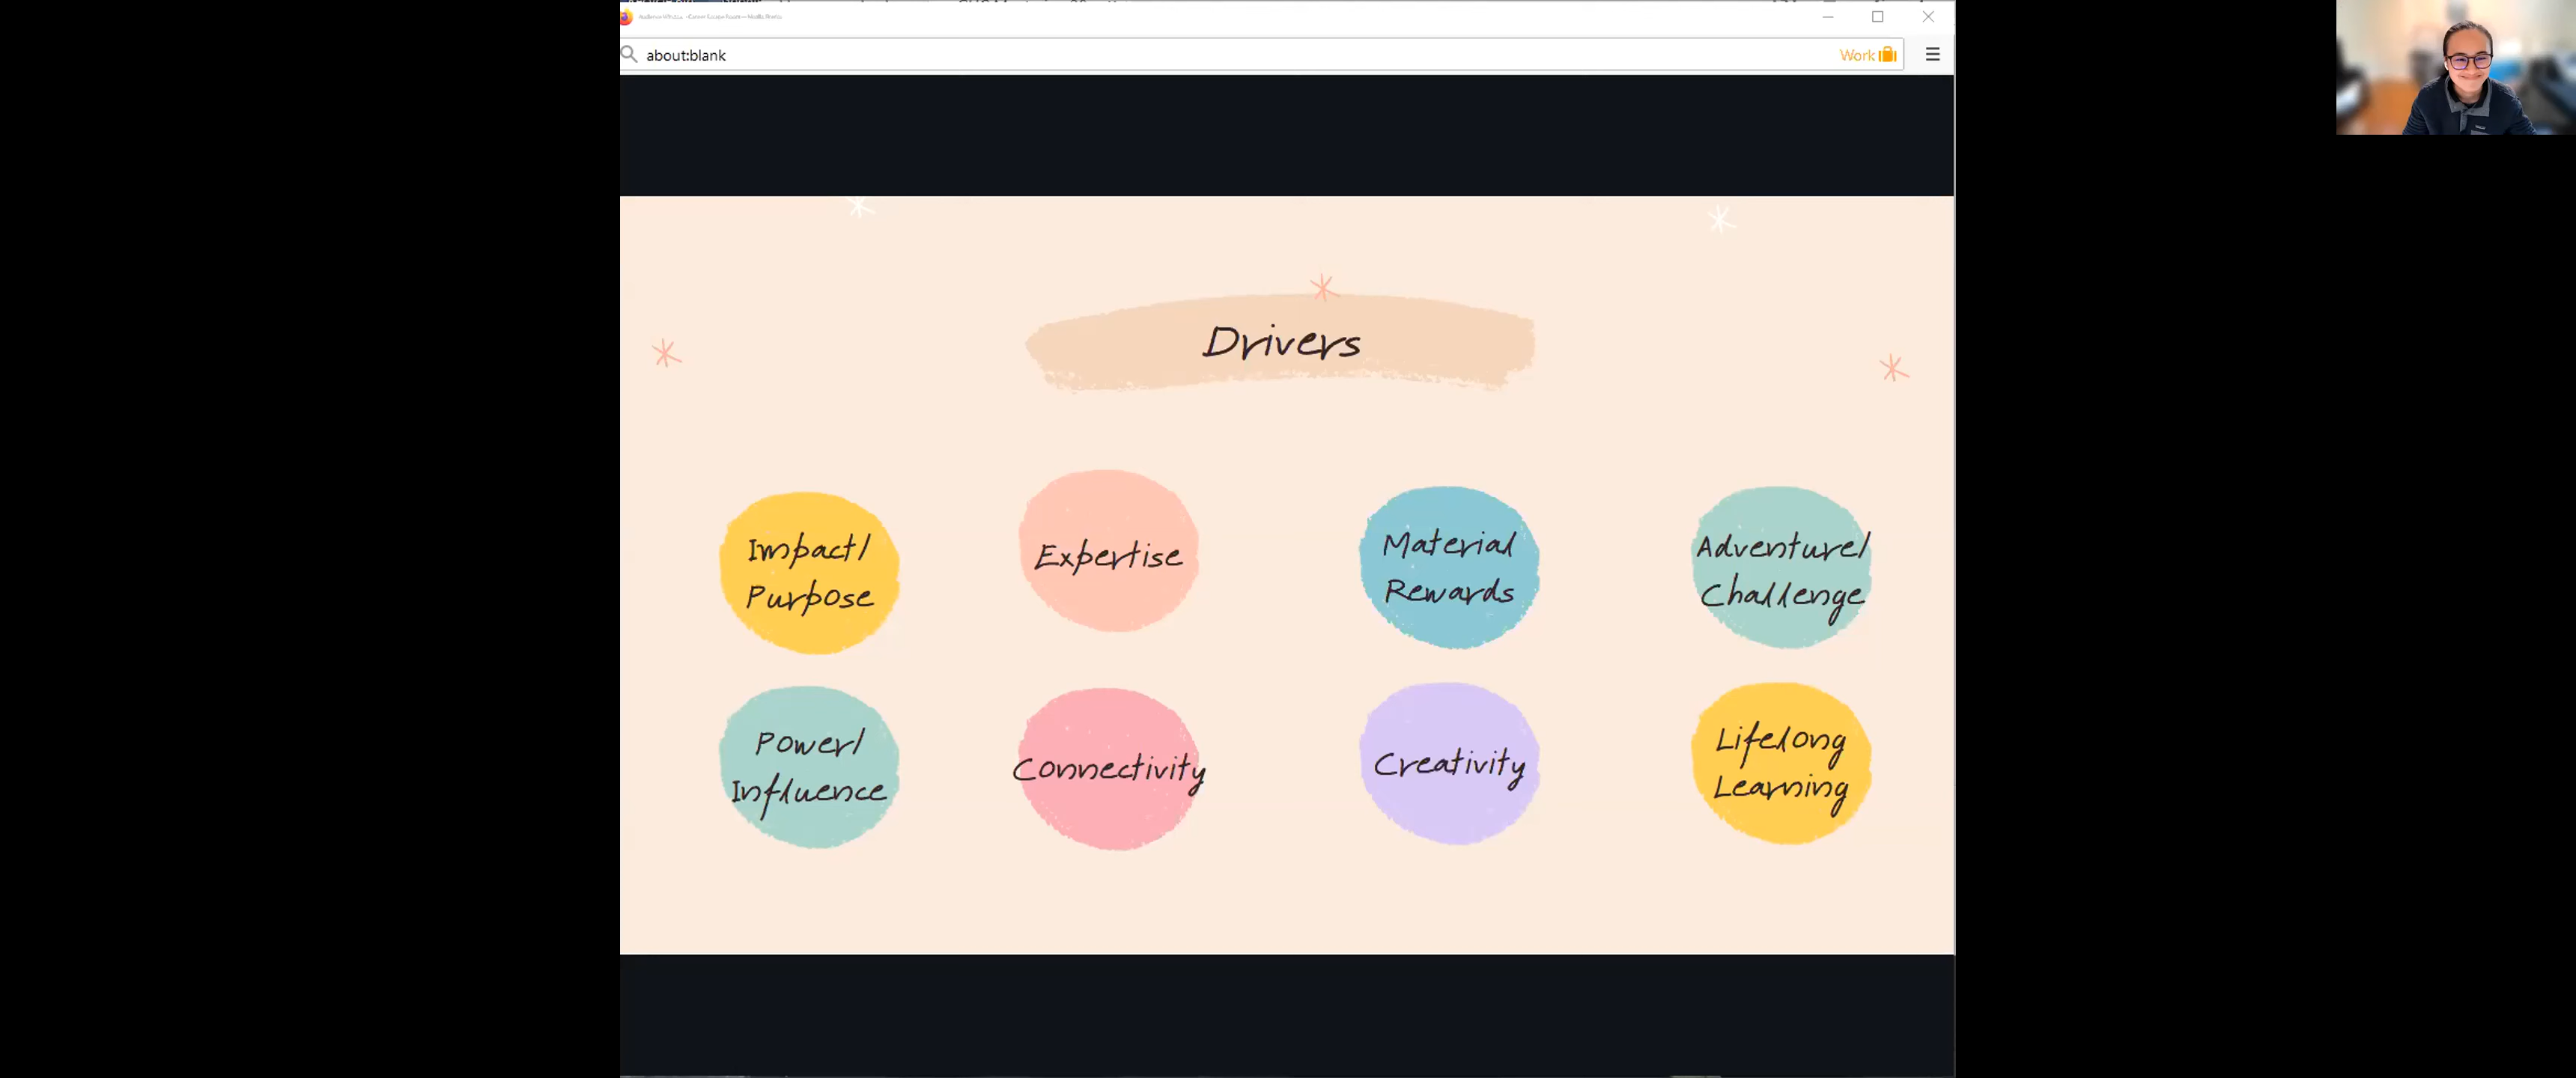 about:blank
Work
Drivers
Impact/
Purpose
Expertise
Material
Rewards
Adventure/
Challenge
Power/
Influence
Connectivity
Creativity
Lifelong
Learning